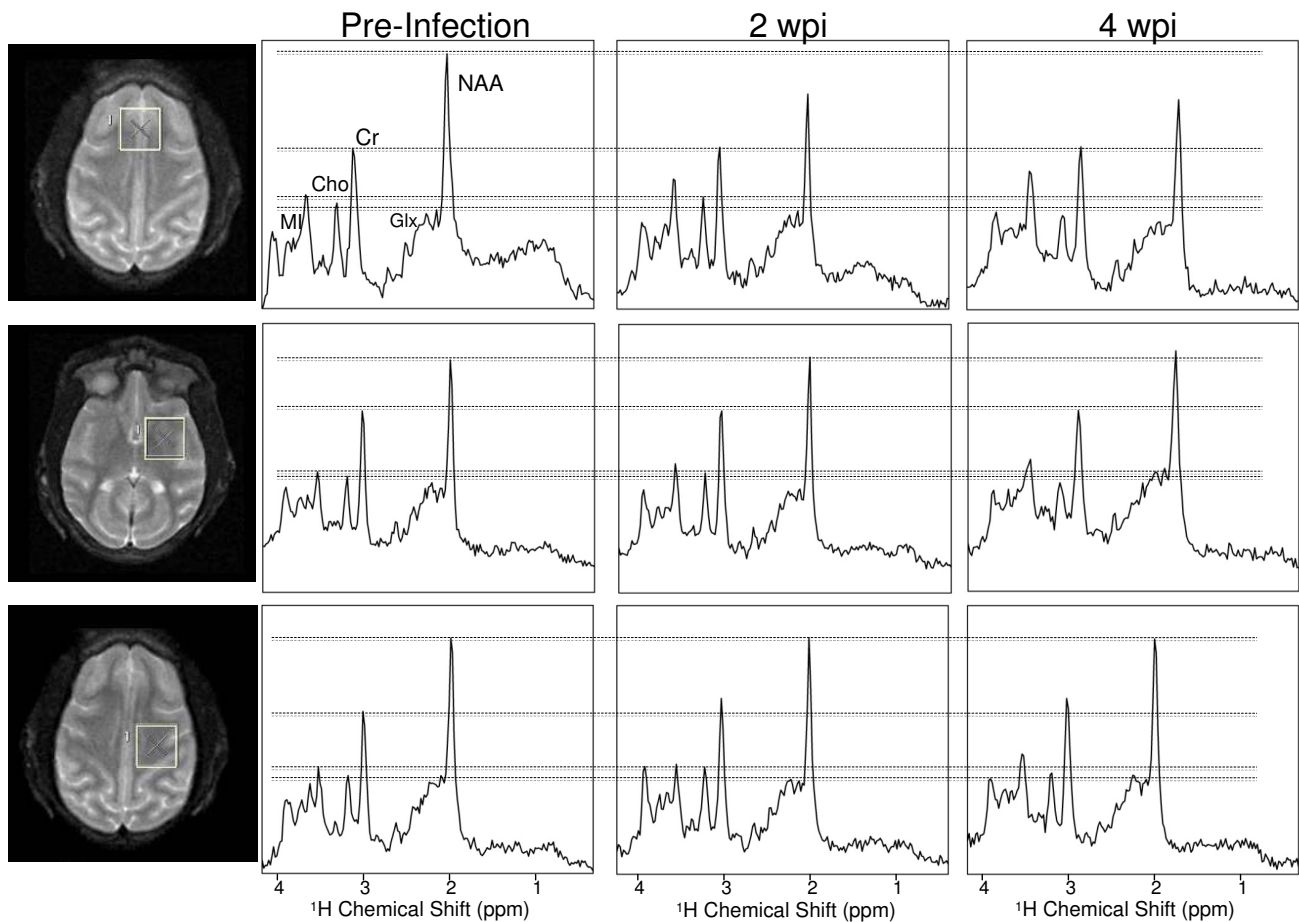 Pre-Infection 2 wpi 4 wpi
NAA
Cr
Cho
MI
Glx
4 3 2 1 4 3 2 1 4 3 2 1
¹H Chemical Shift (ppm) ¹H Chemical Shift (ppm) ¹H Chemical Shift (ppm)